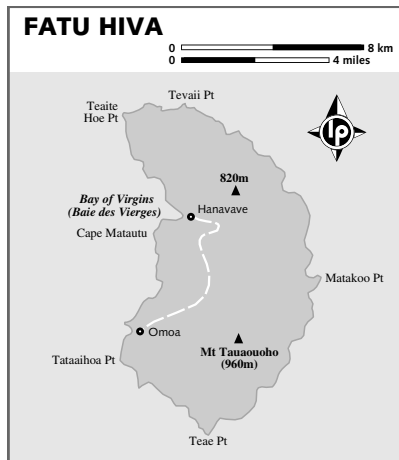 FATU HIVA
0 8 km
0 4 miles
Tevaii Pt
Teaite
Hoe Pt
lp
820m
Bay of Virgins
(Baie des Vierges)
Hanavave
Cape Matautu
Matakoo Pt
Omoa
Mt Tauaouoho
(960m)
Tataaihoa Pt
Teae Pt